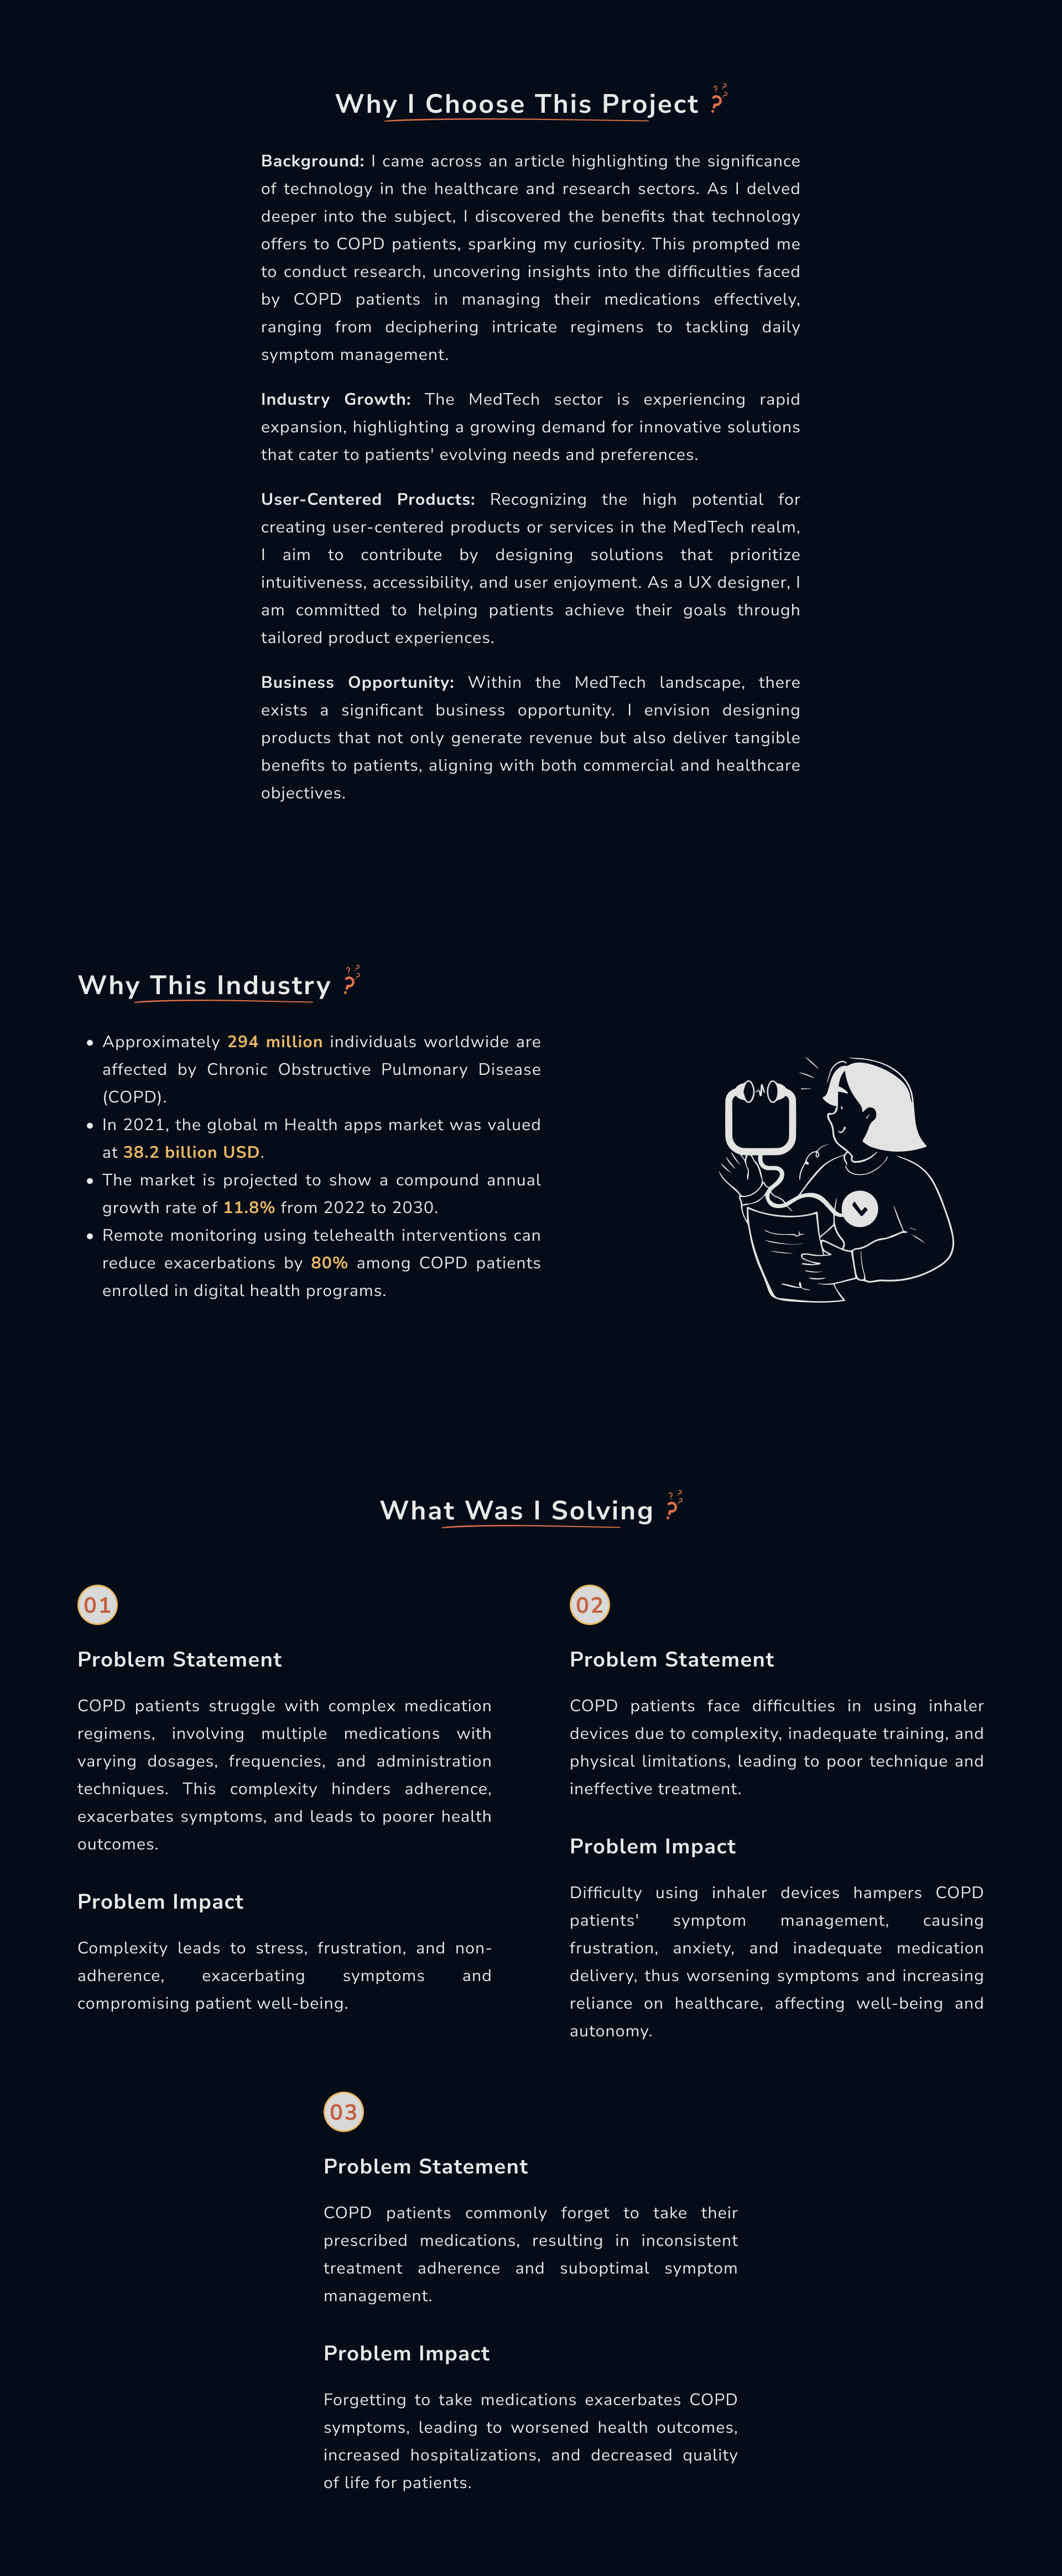 Why I Choose This Project ?
Background: I came across an article highlighting the significance
of technology in the healthcare and research sectors. As I delved
deeper into the subject, I discovered the benefits that technology
offers to COPD patients, sparking my curiosity. This prompted me
to conduct research, uncovering insights into the difficulties faced
by COPD patients in managing their medications effectively,
ranging from deciphering intricate regimens to tackling daily
symptom management.
Industry Growth: The MedTech sector is experiencing rapid
expansion, highlighting a growing demand for innovative solutions
that cater to patients' evolving needs and preferences.
User-Centered Products: Recognizing the high potential for
creating user-centered products or services in the MedTech realm,
I aim to contribute by designing solutions that prioritize
intuitiveness, accessibility, and user enjoyment. As a UX designer, I
am committed to helping patients achieve their goals through
tailored product experiences.
Business Opportunity: Within the MedTech landscape, there
exists a significant business opportunity. I envision designing
products that not only generate revenue but also deliver tangible
benefits to patients, aligning with both commercial and healthcare
objectives.
Why This Industry ?
• Approximately 294 million individuals worldwide are
affected by Chronic Obstructive Pulmonary Disease
(COPD).
• In 2021, the global m Health apps market was valued
at 38.2 billion USD.
• The market is projected to show a compound annual
growth rate of 11.8% from 2022 to 2030.
• Remote monitoring using telehealth interventions can
reduce exacerbations by 80% among COPD patients
enrolled in digital health programs.
What Was I Solving ?
01
Problem Statement
COPD patients struggle with complex medication
regimens, involving multiple medications with
varying dosages, frequencies, and administration
techniques. This complexity hinders adherence,
exacerbates symptoms, and leads to poorer health
outcomes.
Problem Impact
Complexity leads to stress, frustration, and non-
adherence, exacerbating symptoms and
compromising patient well-being.
02
Problem Statement
COPD patients face difficulties in using inhaler
devices due to complexity, inadequate training, and
physical limitations, leading to poor technique and
ineffective treatment.
Problem Impact
Difficulty using inhaler devices hampers COPD
patients' symptom management, causing
frustration, anxiety, and inadequate medication
delivery, thus worsening symptoms and increasing
reliance on healthcare, affecting well-being and
autonomy.
03
Problem Statement
COPD patients commonly forget to take their
prescribed medications, resulting in inconsistent
treatment adherence and suboptimal symptom
management.
Problem Impact
Forgetting to take medications exacerbates COPD
symptoms, leading to worsened health outcomes,
increased hospitalizations, and decreased quality
of life for patients.